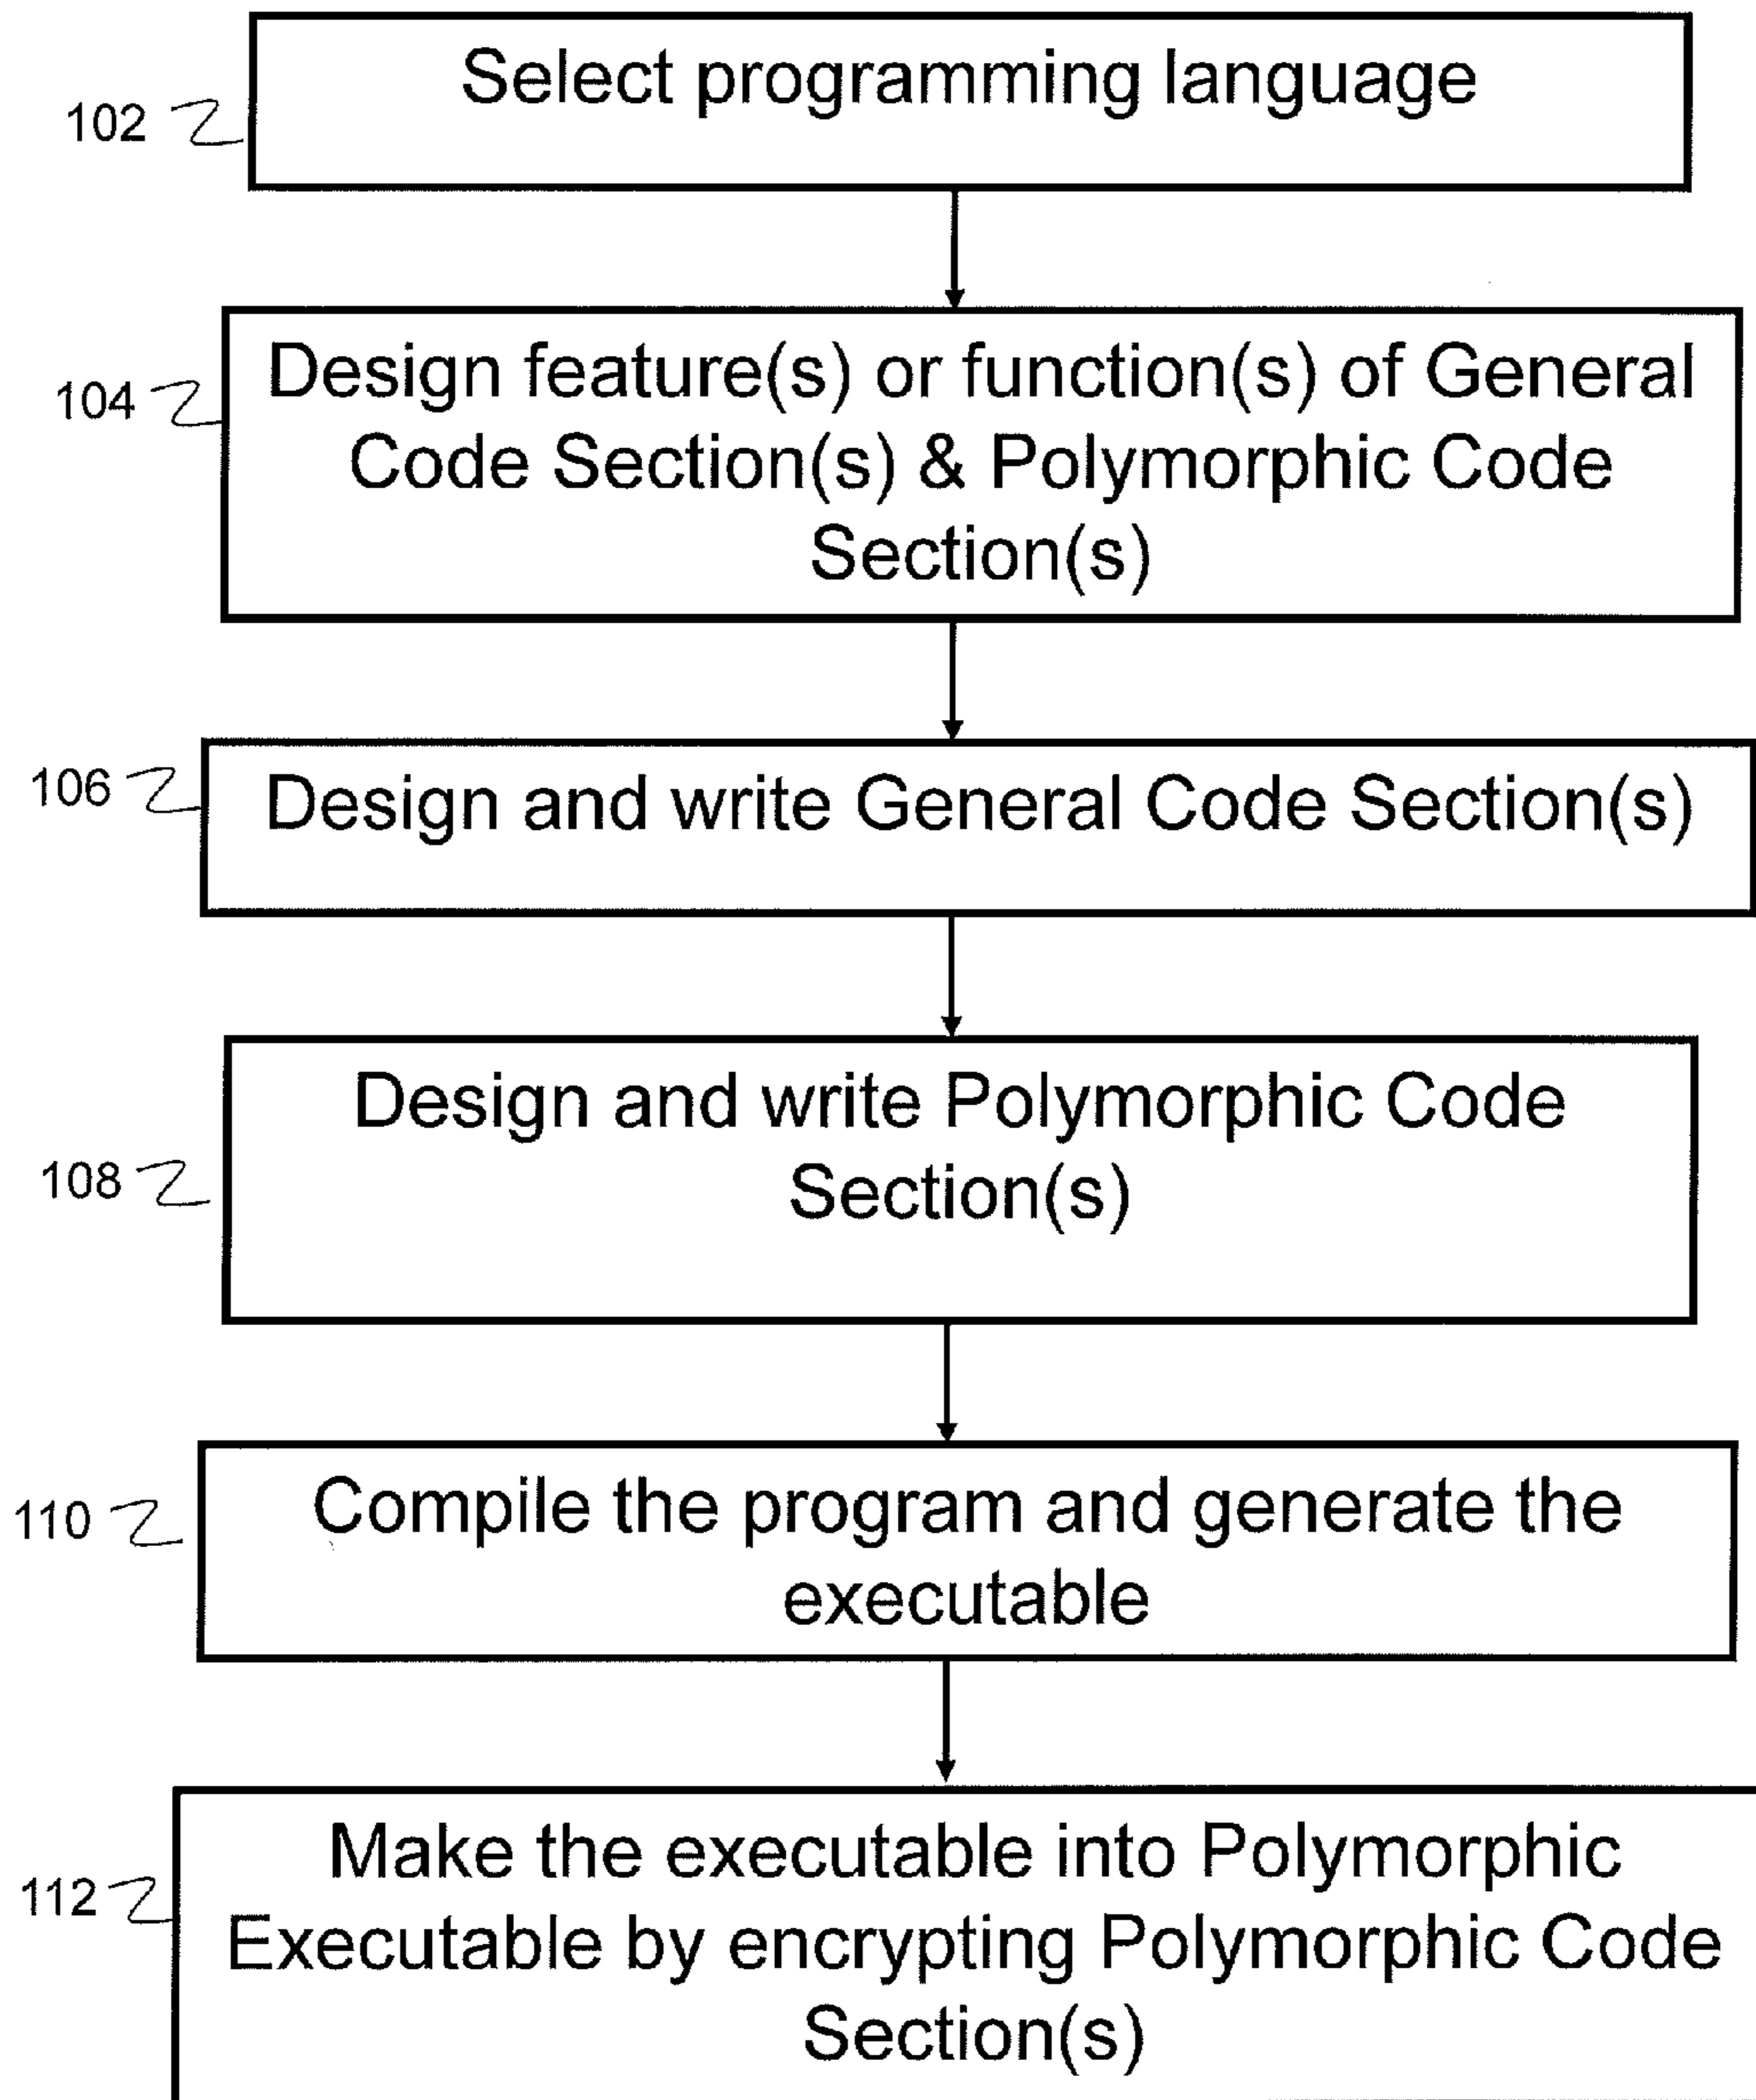 Select programming language
102
Design feature(s) or function(s) of General
104
Code Section(s) & Polymorphic Code
Section(s)
106
Design and write General Code Section(s)
Design and write Polymorphic Code
108
Section(s)
110
Compile the program and generate the
executable
Make the executable into Polymorphic
112
Executable by encrypting Polymorphic Code
Section(s)